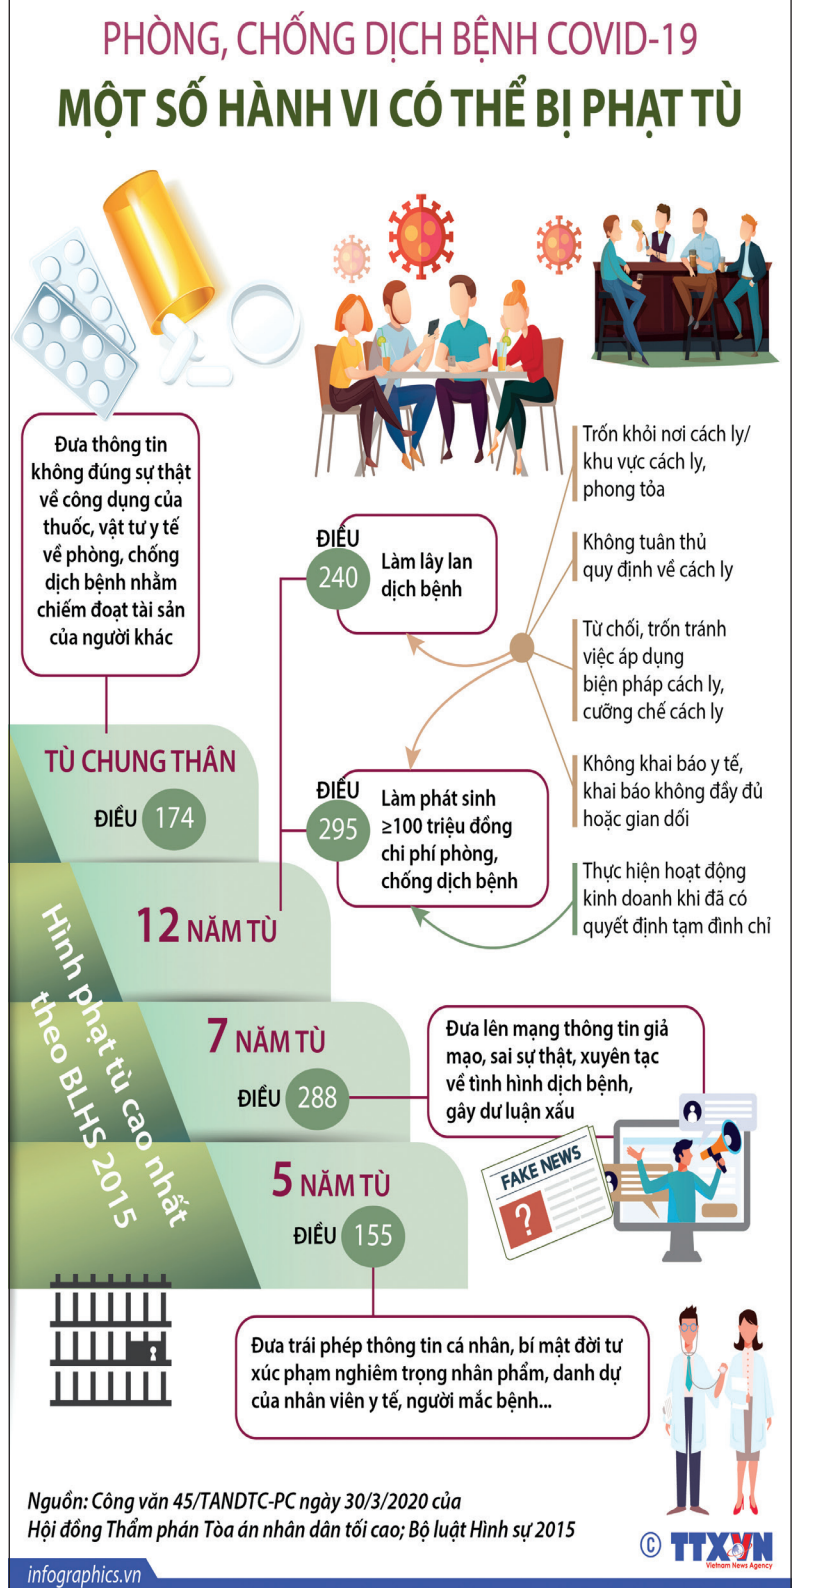 PHÒNG, CHỐNG DỊCH BỆNH COVID-19
MỘT SỐ HÀNH VI CÓ THỂ BỊ PHẠT TÙ
Đưa thông tin
không đúng sự thật
về công dụng của
thuốc, vật tư y tế
về phòng, chống
dịch bệnh nhằm
chiếm đoạt tài sản
của người khác
TÙ CHUNG THÂN
ĐIỀU 174
ĐIỀU
240
Làm lây lan
dịch bệnh
ĐIỀU
295
Làm phát sinh
≥100 triệu đồng
chi phí phòng,
chống dịch bệnh
Trốn khỏi nơi cách ly/
khu vực cách ly,
phong tỏa
Không tuân thủ
quy định về cách ly
Từ chối, trốn tránh
việc áp dụng
biện pháp cách ly,
cưỡng chế cách ly
Không khai báo y tế,
khai báo không đầy đủ
hoặc gian dối
Thực hiện hoạt động
kinh doanh khi đã có
quyết định tạm đình chỉ
12 NĂM TÙ
Hình phạt tù cao nhất
theo BLHS 2015
7 NĂM TÙ
ĐIỀU 288
Đưa lên mạng thông tin giả
mạo, sai sự thật, xuyên tạc
về tình hình dịch bệnh,
gây dư luận xấu
FAKE NEWS
?
5 NĂM TÙ
ĐIỀU 155
Đưa trái phép thông tin cá nhân, bí mật đời tư
xúc phạm nghiêm trọng nhân phẩm, danh dự
của nhân viên y tế, người mắc bệnh...
Nguồn: Công văn 45/TANDTC-PC ngày 30/3/2020 của
Hội đồng Thẩm phán Tòa án nhân dân tối cao; Bộ luật Hình sự 2015
© TTXVN
Vietnam News Agency
infographics.vn